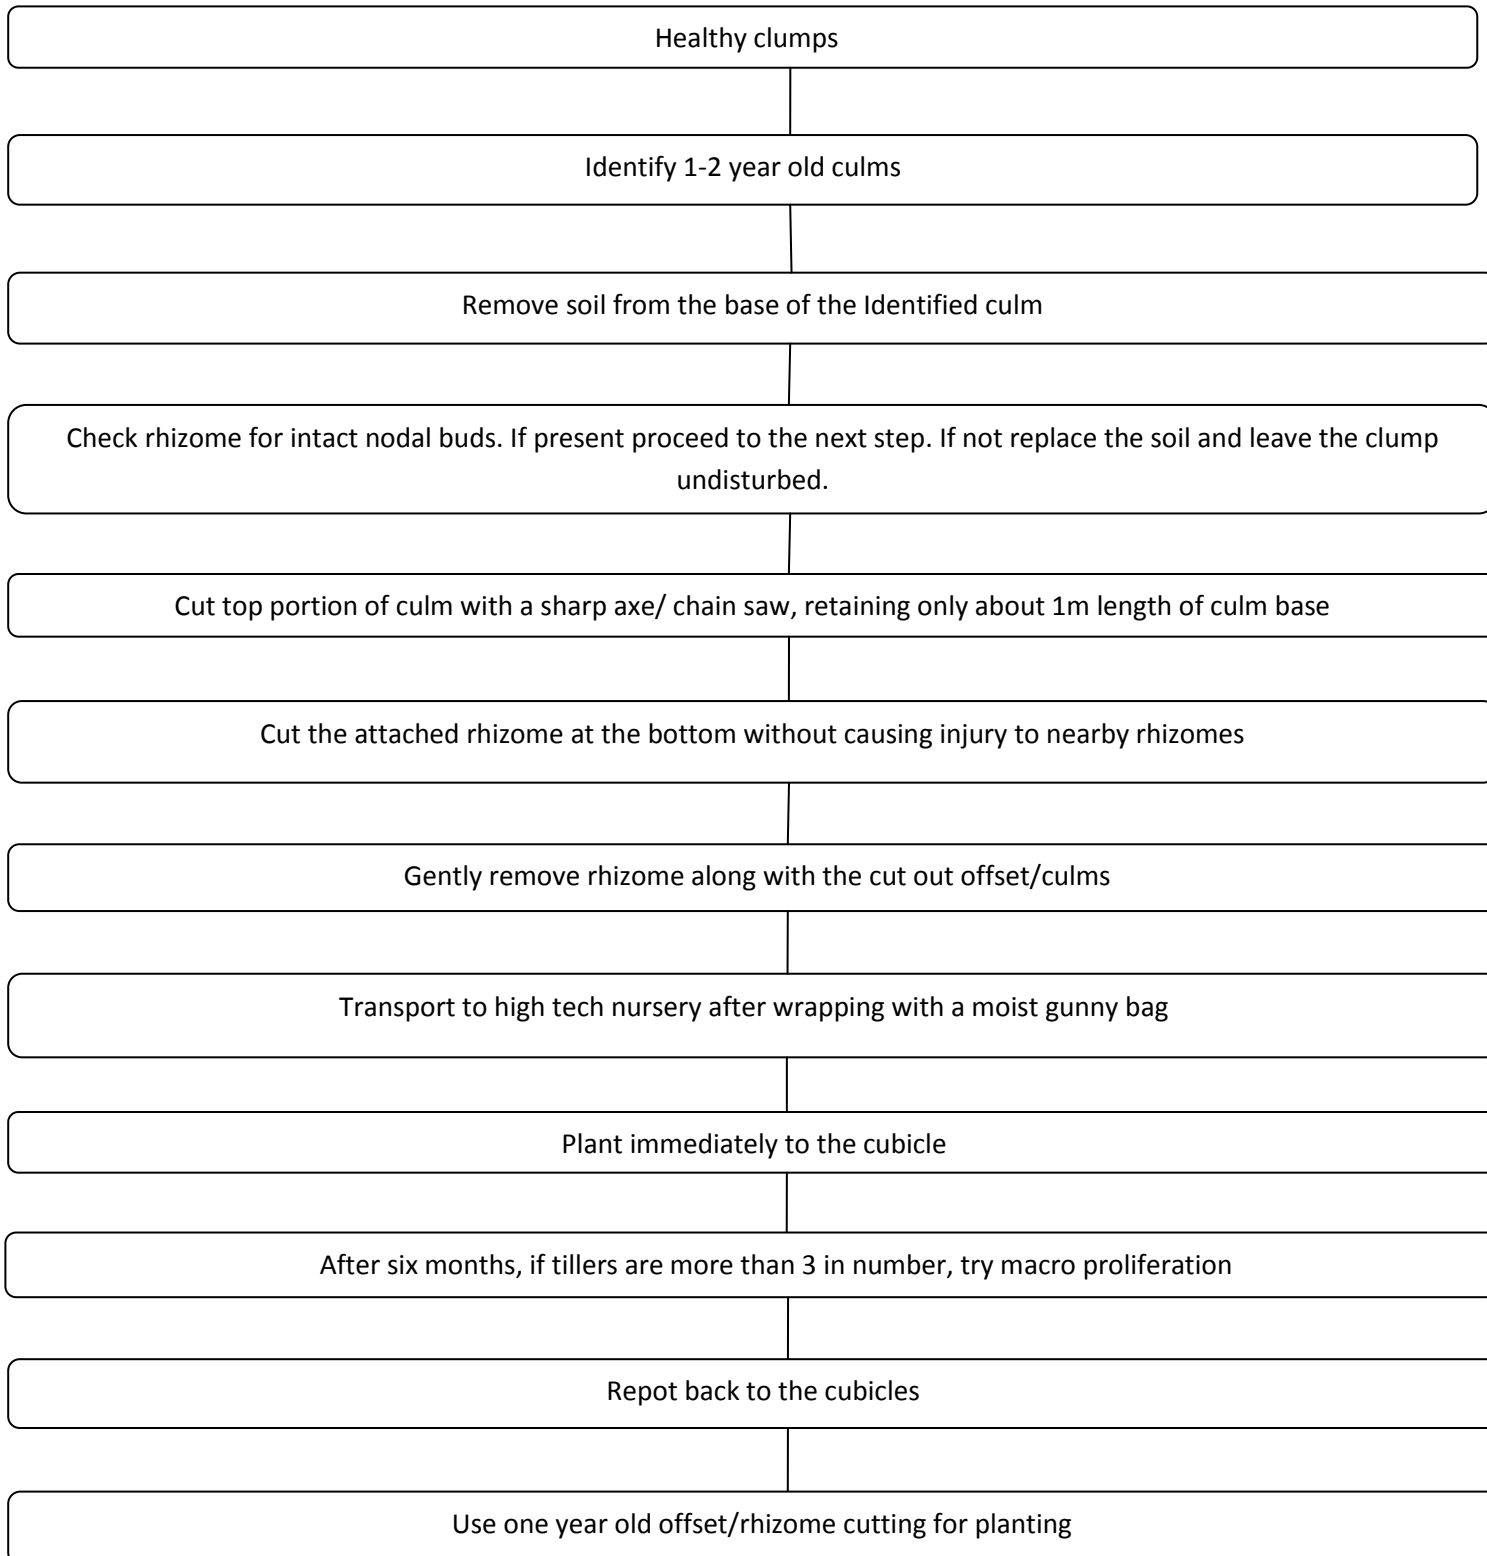 Healthy clumps
Identify 1-2 year old culms
Remove soil from the base of the Identified culm
Check rhizome for intact nodal buds. If present proceed to the next step. If not replace the soil and leave the clump
undisturbed.
Cut top portion of culm with a sharp axe/ chain saw, retaining only about 1m length of culm base
Cut the attached rhizome at the bottom without causing injury to nearby rhizomes
Gently remove rhizome along with the cut out offset/culms
Transport to high tech nursery after wrapping with a moist gunny bag
Plant immediately to the cubicle
After six months, if tillers are more than 3 in number, try macro proliferation
Repot back to the cubicles
Use one year old offset/rhizome cutting for planting